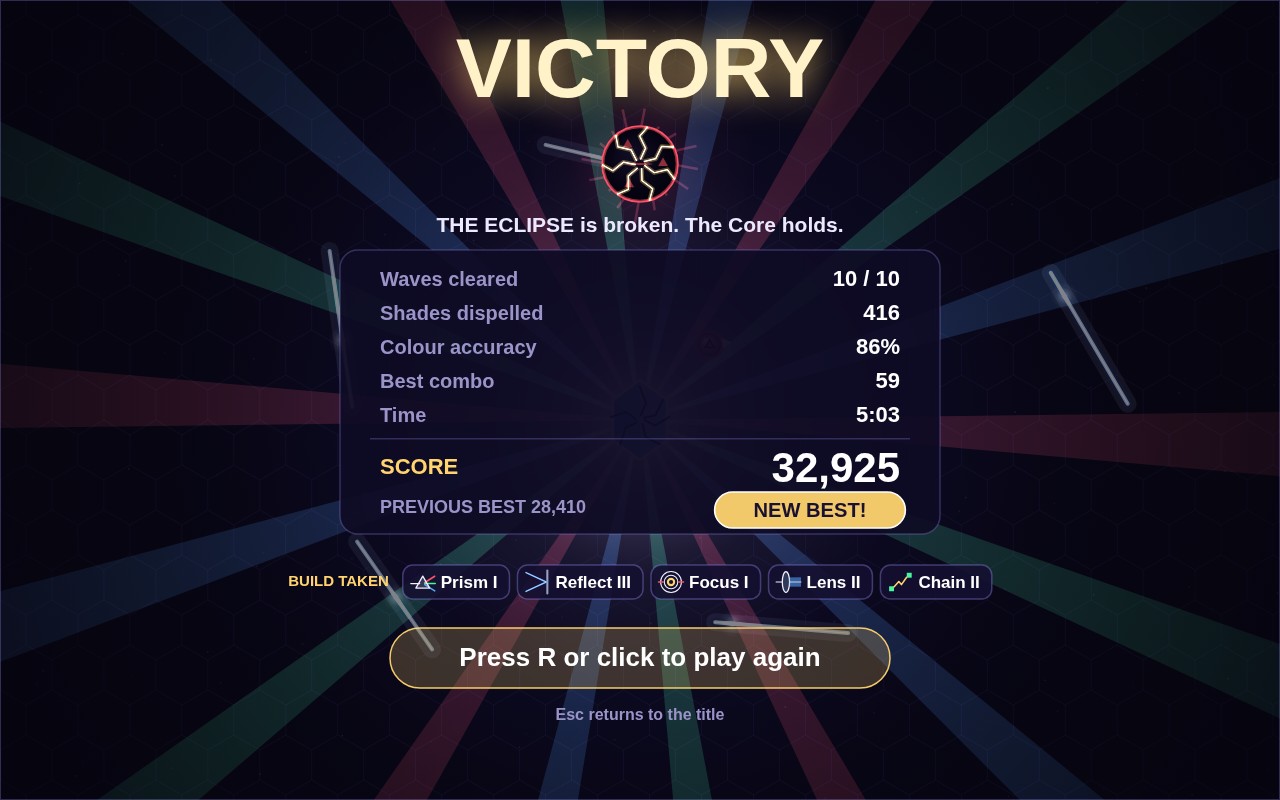 VICTORY
THE ECLIPSE is broken. The Core holds.
Waves cleared 10 / 10
Shades dispelled 416
Colour accuracy 86%
Best combo 59
Time 5:03
SCORE 32,925
PREVIOUS BEST 28,410 NEW BEST!
BUILD TAKEN Prism I Reflect III Focus I Lens II Chain II
Press R or click to play again
Esc returns to the title